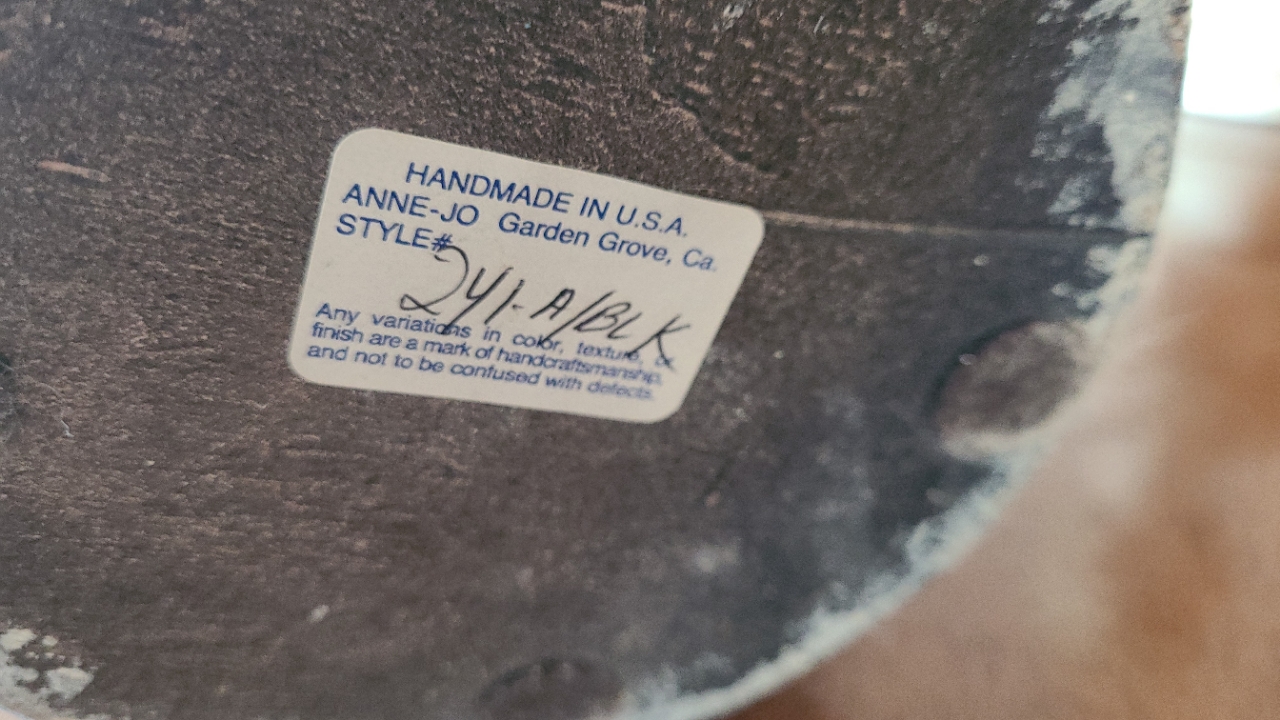 HANDMADE IN U.S.A.
ANNE-JO Garden Grove, Ca.
STYLE#
241-A/BLK
Any variations in color, texture, or
finish are a mark of handcraftsmanship,
and not to be confused with defects.